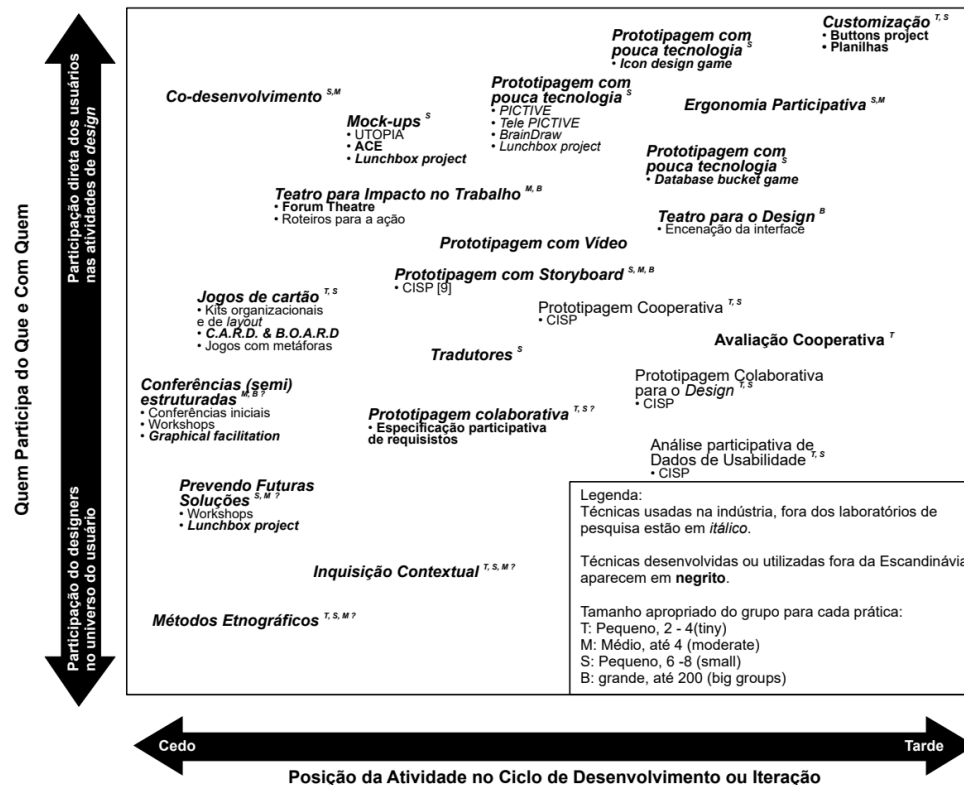 Quem Participa do Que e Com Quem
Participação direta dos usuários
nas atividades de design
Participação do designers
no universo do usuário
Customização T, S
• Buttons project
• Planilhas
Prototipagem com
pouca tecnologia S
• Icon design game
Co-desenvolvimento S,M
Prototipagem com
pouca tecnologia S
• PICTIVE
• Tele PICTIVE
• BrainDraw
• Lunchbox project
Ergonomia Participativa S,M
Mock-ups S
• UTOPIA
• ACE
• Lunchbox project
Prototipagem com
pouca tecnologia S
• Database bucket game
Teatro para Impacto no Trabalho M, B
• Forum Theatre
• Roteiros para a ação
Teatro para o Design B
• Encenação da interface
Prototipagem com Vídeo
Prototipagem com Storyboard S, M, B
• CISP [9]
Jogos de cartão T, S
• Kits organizacionais
e de layout
• C.A.R.D. & B.O.A.R.D
• Jogos com metáforas
Prototipagem Cooperativa T, S
• CISP
Avaliação Cooperativa T
Tradutores S
Prototipagem Colaborativa
para o Design T, S
• CISP
Conferências (semi)
estruturadas M, B ?
• Conferências iniciais
• Workshops
• Graphical facilitation
Prototipagem colaborativa T, S ?
• Especificação participativa
de requisistos
Análise participativa de
Dados de Usabilidade T, S
• CISP
Prevendo Futuras
Soluções S, M ?
• Workshops
• Lunchbox project
Inquisição Contextual T, S, M ?
Métodos Etnográficos T, S, M ?
Legenda:
Técnicas usadas na indústria, fora dos laboratórios de
pesquisa estão em itálico.
Técnicas desenvolvidas ou utilizadas fora da Escandinávia
aparecem em negrito.
Tamanho apropriado do grupo para cada prática:
T: Pequeno, 2 - 4(tiny)
M: Médio, até 4 (moderate)
S: Pequeno, 6 -8 (small)
B: grande, até 200 (big groups)
Cedo
Tarde
Posição da Atividade no Ciclo de Desenvolvimento ou Iteração